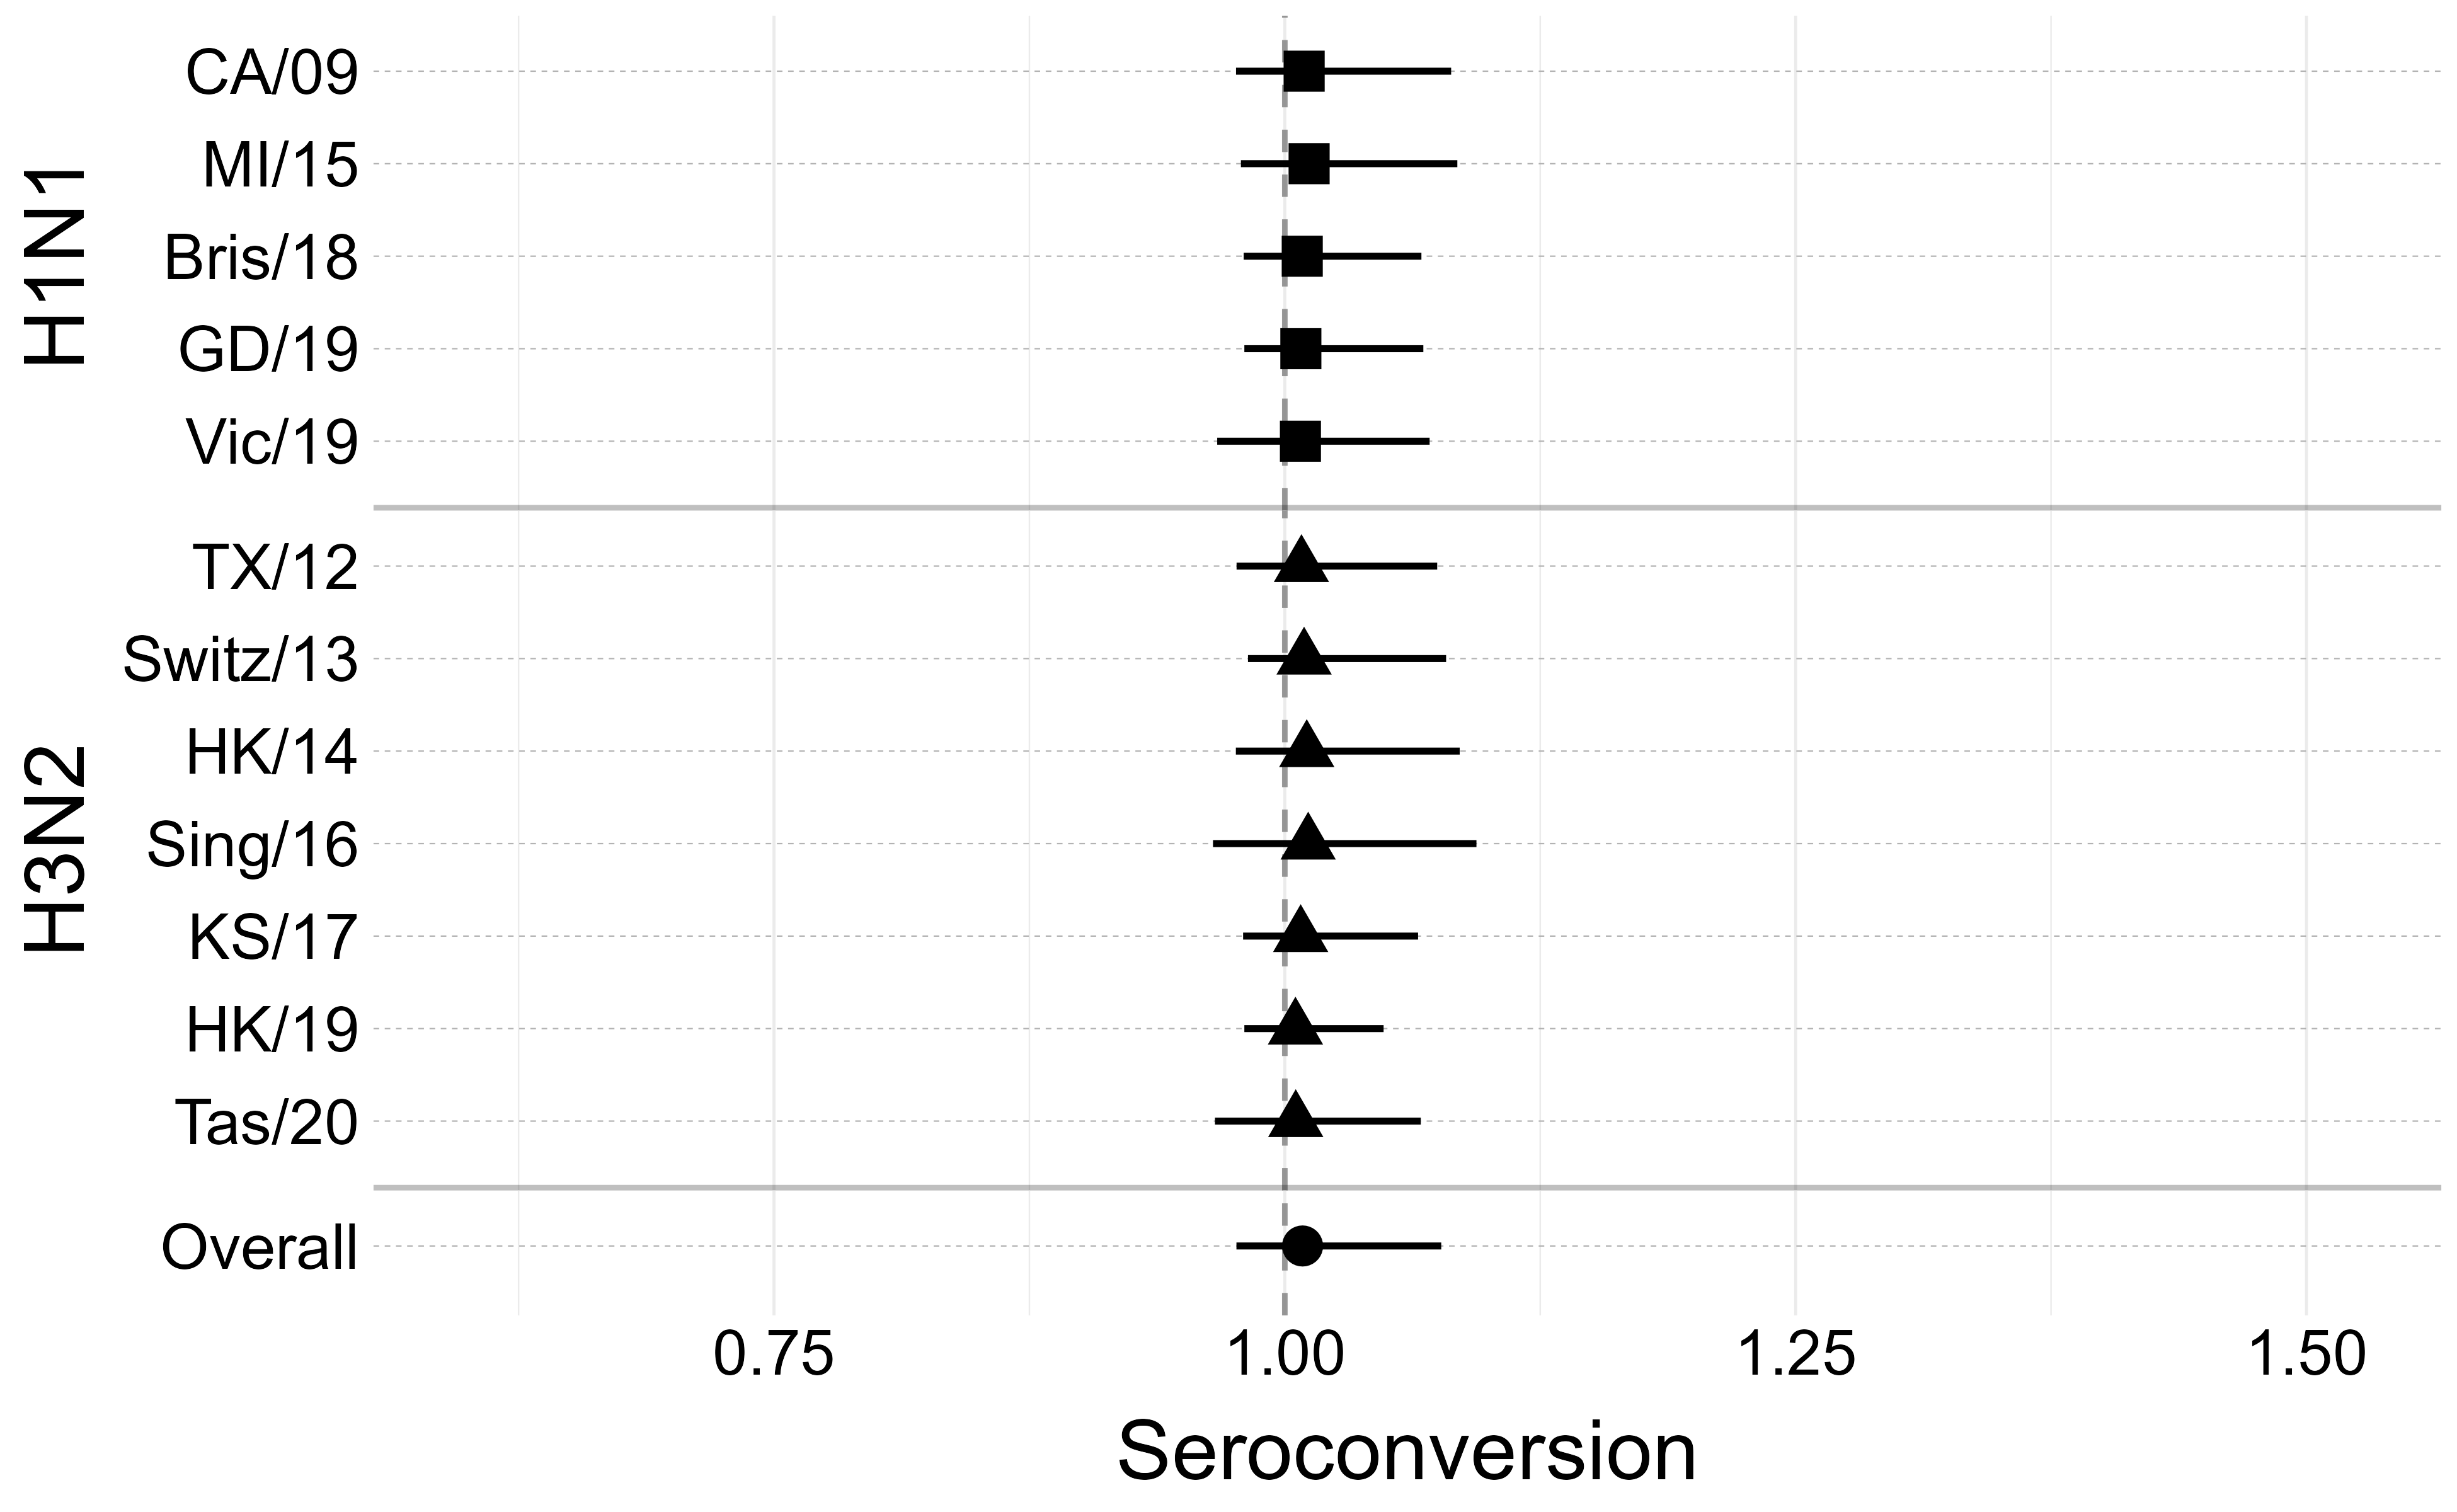 H1N1
CA/09
MI/15
Bris/18
GD/19
Vic/19
H3N2
TX/12
Switz/13
HK/14
Sing/16
KS/17
HK/19
Tas/20
Overall
0.75 1.00 1.25 1.50
Seroconversion